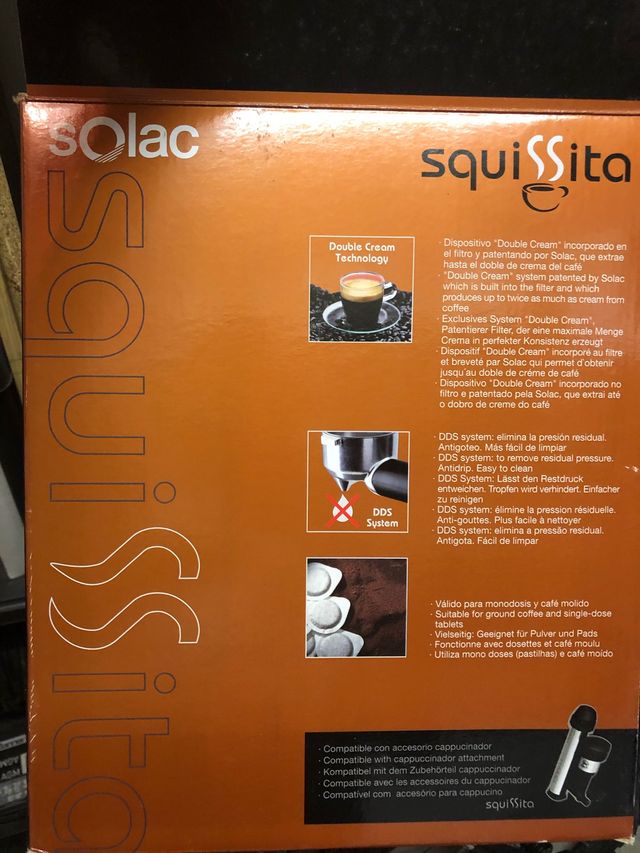 solac
squissita
squissita
Double Cream
Technology
· Dispositivo "Double Cream" incorporado en
el filtro y patentando por Solac, que extrae
hasta el doble de crema del café
· "Double Cream" system patented by Solac
which is built into the filter and which
produces up to twice as much as cream from
coffee
· Exclusives System "Double Cream",
Patentierer Filter, der eine maximale Menge
Crema in perfekter Konsistenz erzeugt
· Dispositif "Double Cream" incorporé au filtre
et breveté par Solac qui permet d'obtenir
jusqu'au doble de créme de café
· Dispositivo "Double Cream" incorporado no
filtro e patentado pela Solac, que extrai até
o dobro de creme do café
DDS
System
· DDS system: elimina la presión residual.
Antigoteo. Más fácil de limpiar
· DDS system: to remove residual pressure.
Antidrip. Easy to clean
· DDS System: Lässt den Restdruck
entweichen. Tropfen wird verhindert. Einfacher
zu reinigen
· DDS system: élimine la pression résiduelle.
Anti-gouttes. Plus facile à nettoyer
· DDS system: elimina a pressão residual.
Antigota. Fácil de limpar
· Válido para monodosis y café molido
· Suitable for ground coffee and single-dose
tablets
· Vielseitig: Geeignet für Pulver und Pads
· Fonctionne avec dosettes et café moulu
· Utiliza mono doses (pastilhas) e café moído
· Compatible con accesorio cappucinador
· Compatible with cappuccinador attachment
· Kompatibel mit dem Zubehörteil cappuccinador
· Compatible avec les accessoires du cappucinador
· Compatível com accesório para cappucino
squissita